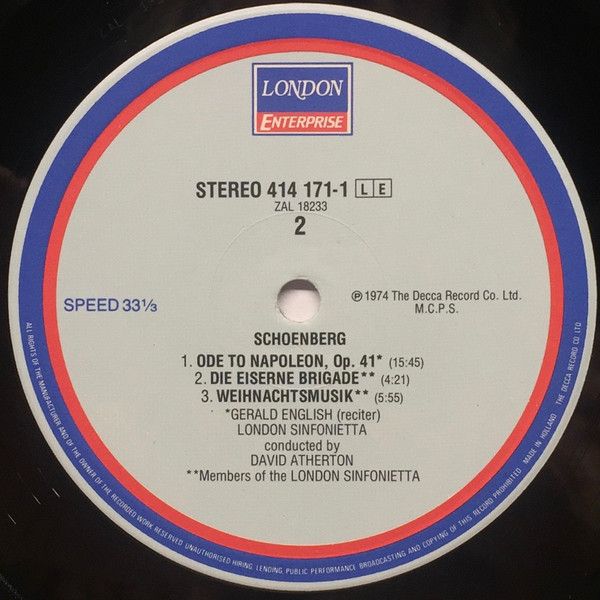 LONDON
ENTERPRISE
STEREO 414 171-1 L E
ZAL 18233
2
SPEED 33⅓
℗ 1974 The Decca Record Co. Ltd.
M.C.P.S.
SCHOENBERG
1. ODE TO NAPOLEON, Op. 41* (15:45)
2. DIE EISERNE BRIGADE** (4:21)
3. WEIHNACHTSMUSIK** (5:55)
*GERALD ENGLISH (reciter)
LONDON SINFONIETTA
conducted by
DAVID ATHERTON
**Members of the LONDON SINFONIETTA
ALL RIGHTS OF THE MANUFACTURER AND OF THE OWNER OF THE RECORDED WORK RESERVED UNAUTHORISED HIRING, LENDING, PUBLIC PERFORMANCE BROADCASTING AND COPYING OF THIS RECORD PROHIBITED MADE IN HOLLAND THE DECCA RECORD CO LTD